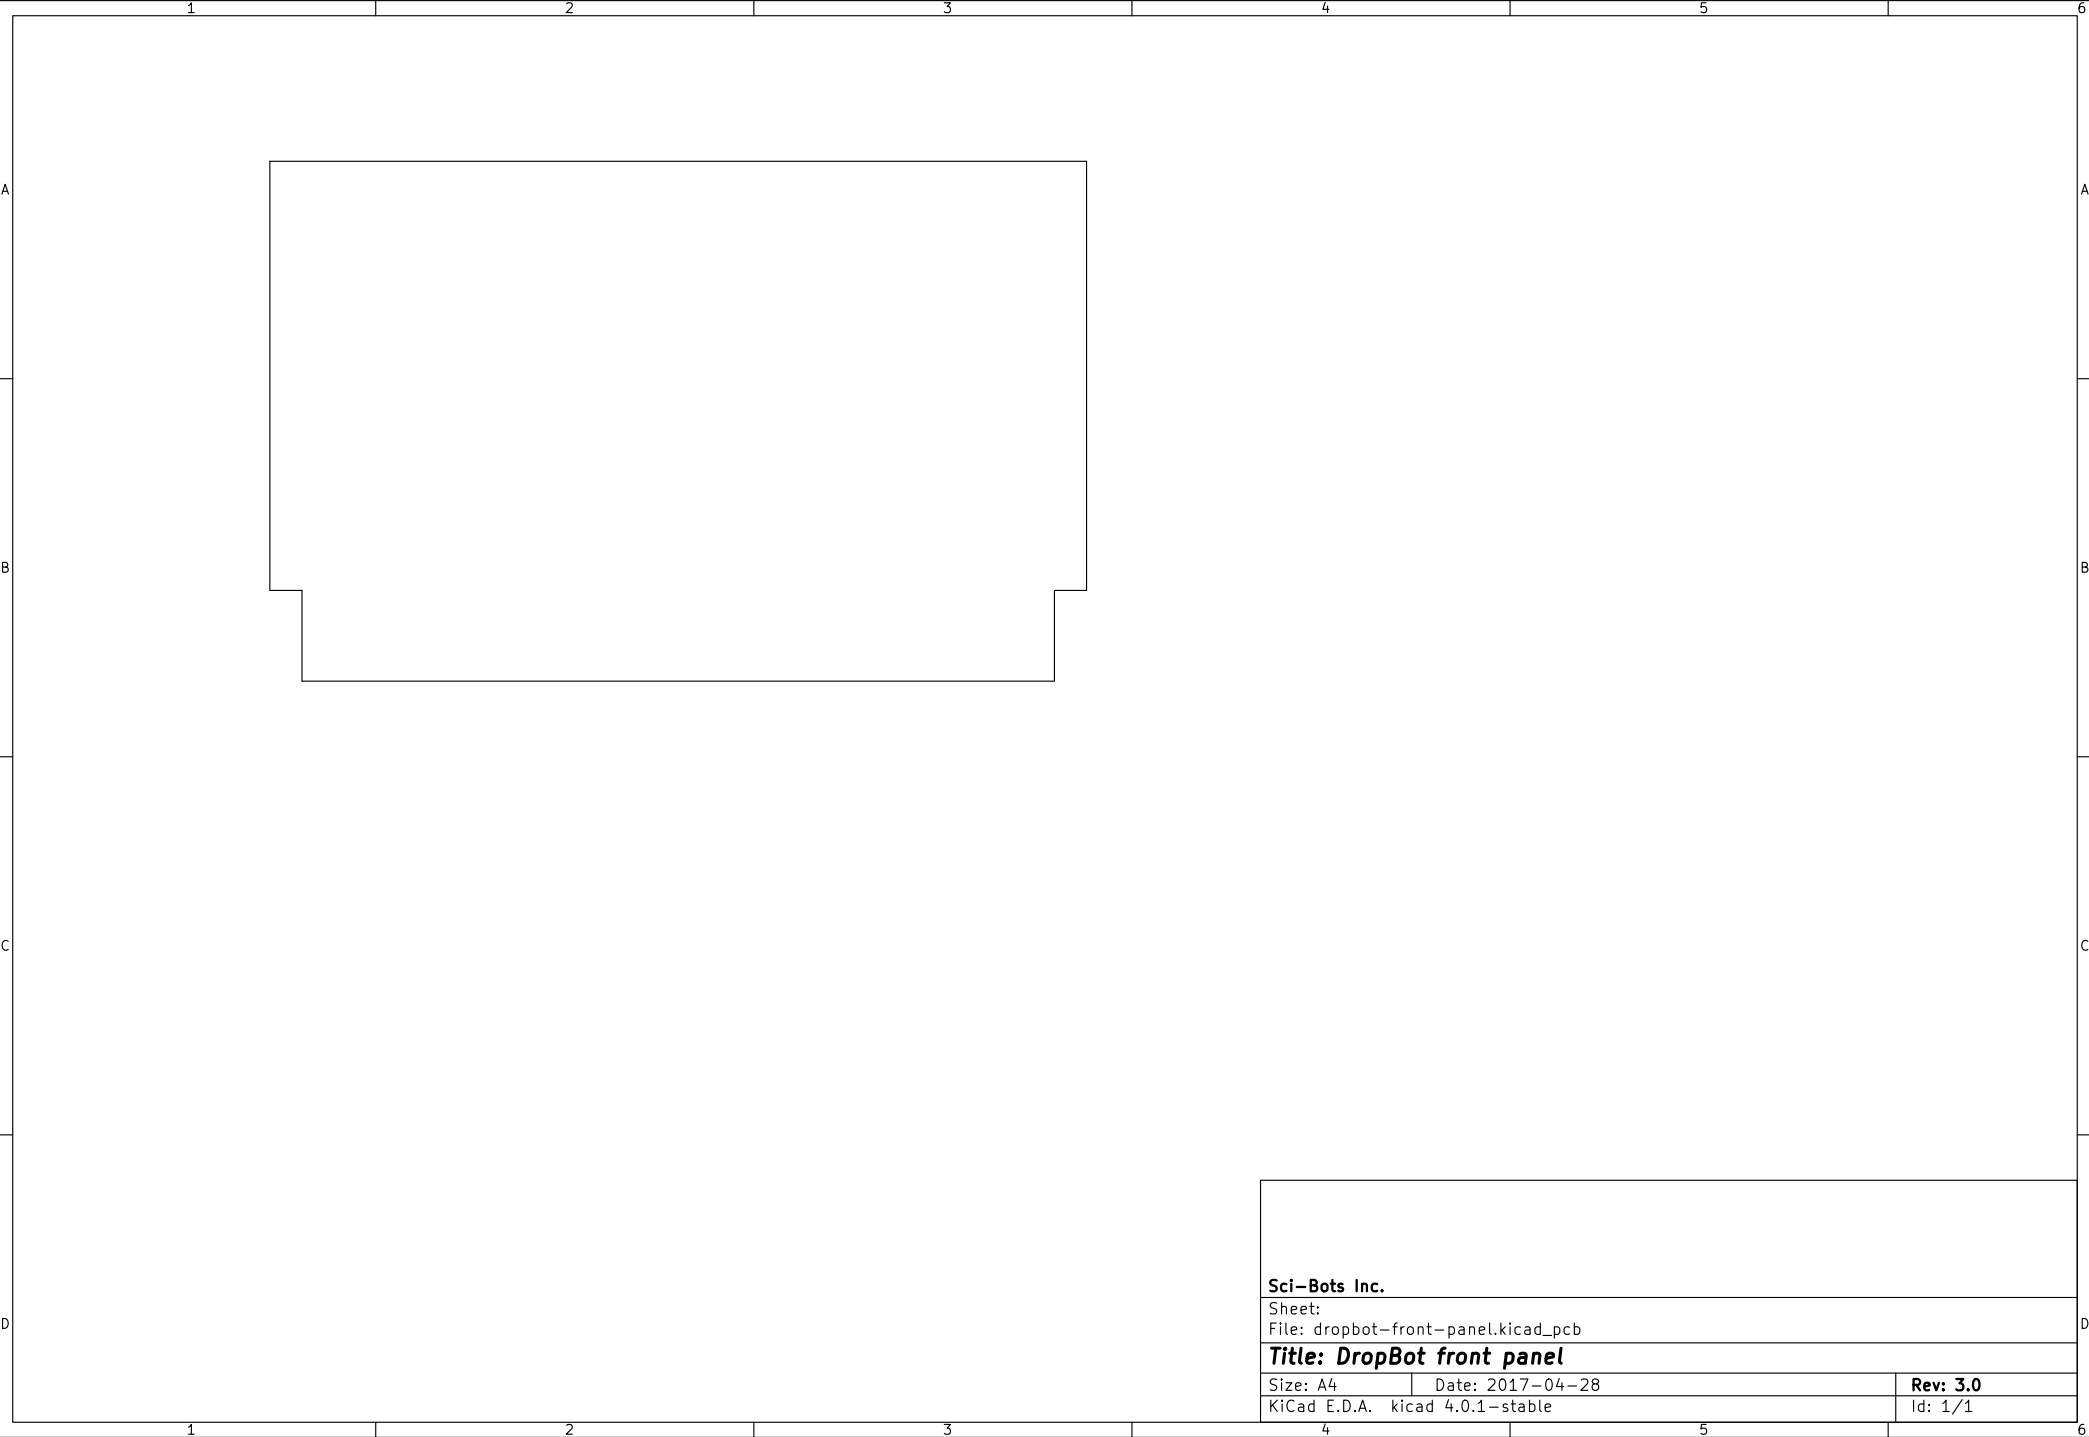 1 2 3 4 5 6
A A
B B
C C
Sci-Bots Inc.
Sheet:
File: dropbot-front-panel.kicad_pcb
D D
Title: DropBot front panel
Size: A4 Date: 2017-04-28 Rev: 3.0
KiCad E.D.A. kicad 4.0.1-stable Id: 1/1
1 2 3 4 5 6